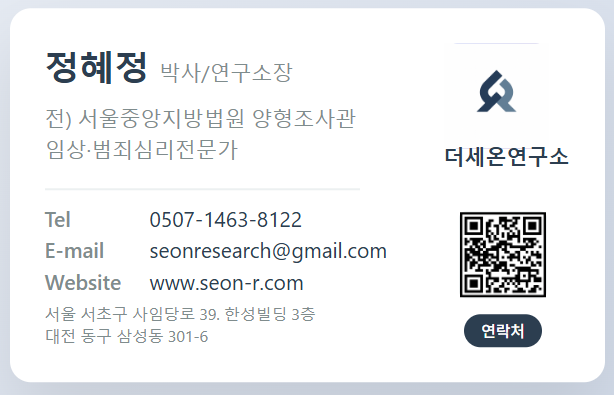 정혜정 박사/연구소장
전) 서울중앙지방법원 양형조사관
임상·범죄심리전문가
더세온연구소
Tel 0507-1463-8122
E-mail seonresearch@gmail.com
Website www.seon-r.com
서울 서초구 사임당로 39. 한성빌딩 3층
대전 동구 삼성동 301-6
연락처